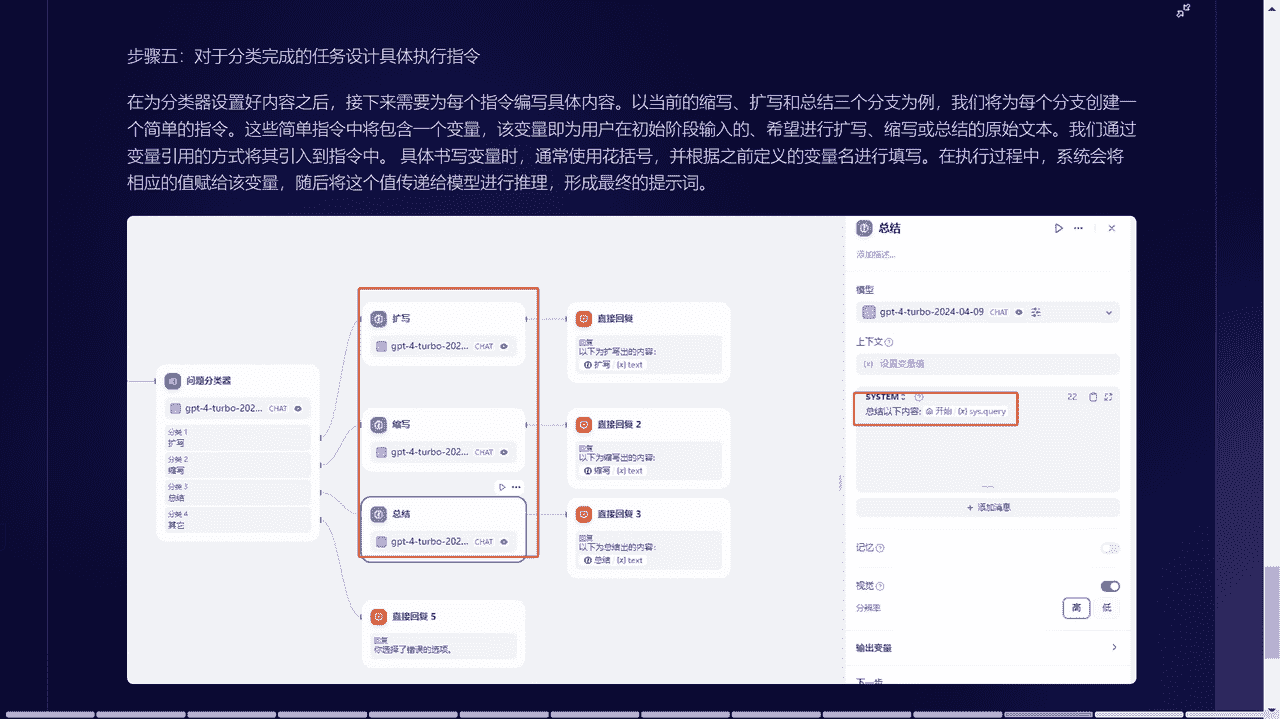 步骤五：对于分类完成的任务设计具体执行指令
在为分类器设置好内容之后，接下来需要为每个指令编写具体内容。以当前的缩写、扩写和总结三个分支为例，我们将为每个分支创建一
个简单的指令。这些简单指令中将包含一个变量，该变量即为用户在初始阶段输入的、希望进行扩写、缩写或总结的原始文本。我们通过
变量引用的方式将其引入到指令中。 具体书写变量时，通常使用花括号，并根据之前定义的变量名进行填写。在执行过程中，系统会将
相应的值赋给该变量，随后将这个值传递给模型进行推理，形成最终的提示词。
问题分类器
gpt-4-turbo-202... CHAT
分类 1
扩写
分类 2
缩写
分类 3
总结
分类 4
其它
扩写
gpt-4-turbo-202... CHAT
缩写
gpt-4-turbo-202... CHAT
总结
gpt-4-turbo-202... CHAT
直接回复
回复
以下为扩写出的内容：
扩写 {x} text
直接回复 2
回复
以下为缩写出的内容：
缩写 {x} text
直接回复 3
回复
以下为总结出的内容：
总结 {x} text
直接回复 5
回复
你选择了错误的选项。
总结
添加描述...
模型
gpt-4-turbo-2024-04-09 CHAT
上下文
{x} 设置变量值
SYSTEM 22
总结以下内容: 开始 {x} sys.query
+ 添加消息
记忆
视觉
分辨率 高 低
输出变量
下一步